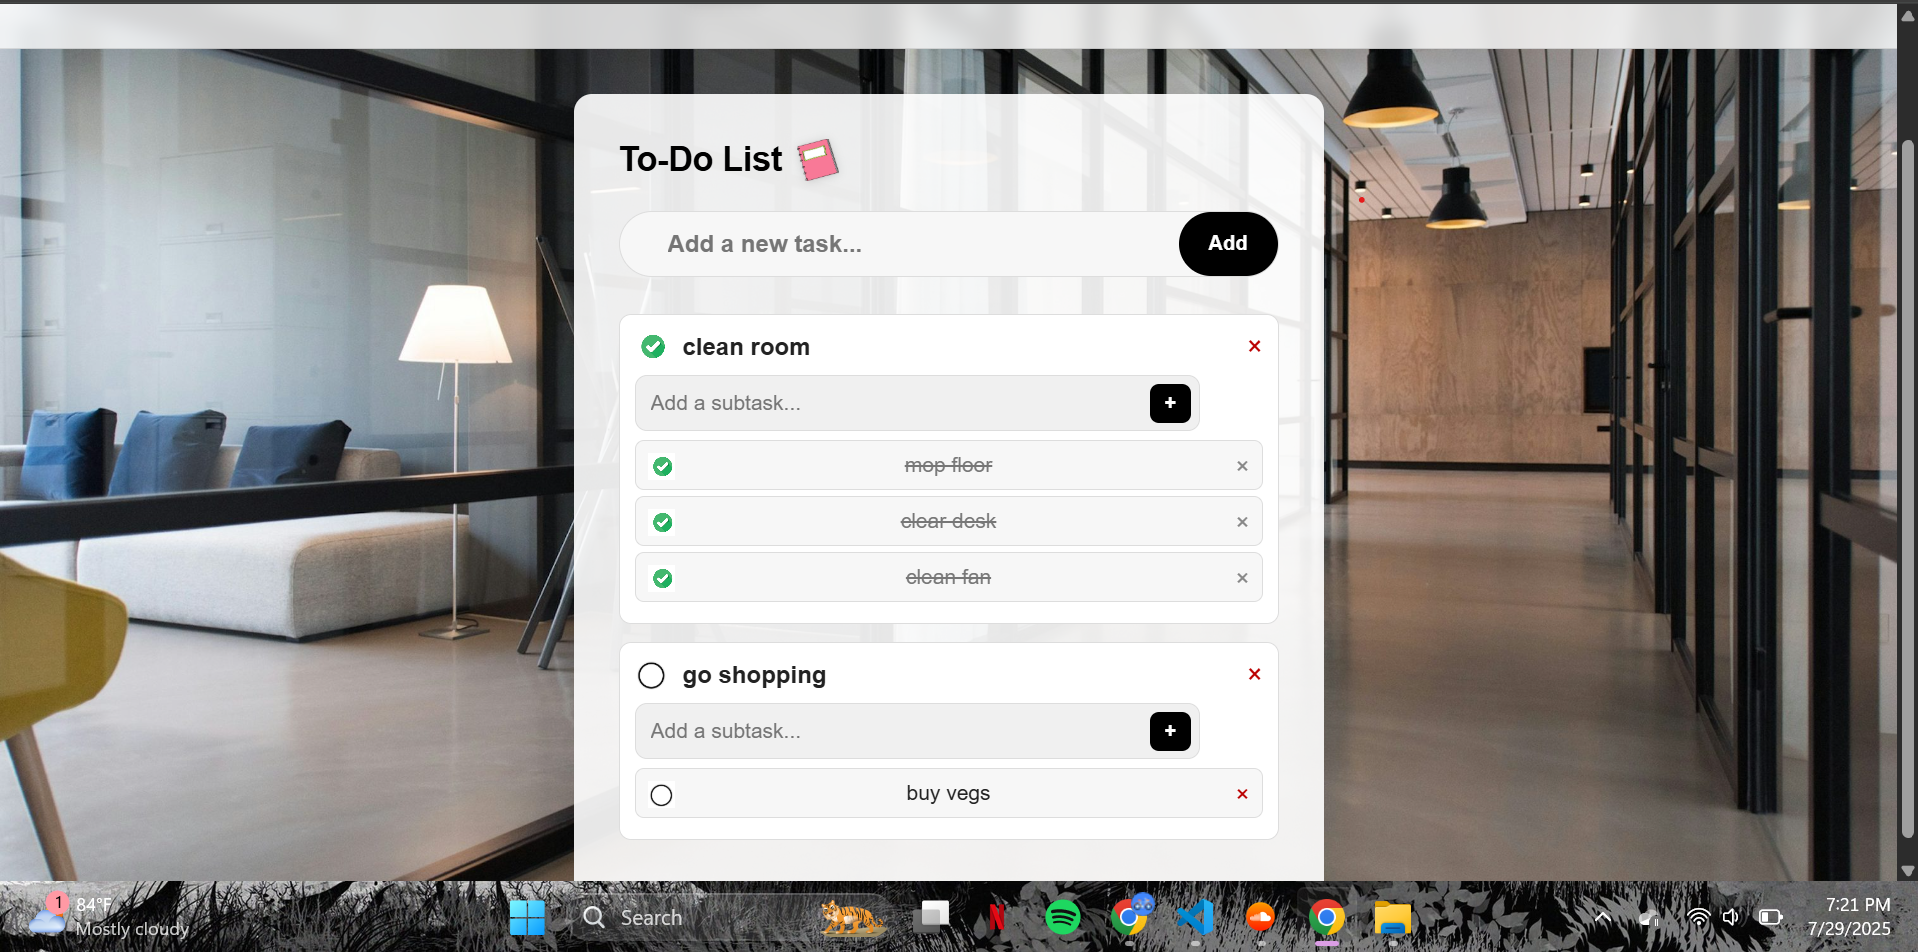 To-Do List
Add a new task...
Add
clean room
×
Add a subtask...
+
mop floor
×
clear desk
×
clean fan
×
go shopping
×
Add a subtask...
+
buy vegs
×
1
84°F
Mostly cloudy
Search
N
7:21 PM
7/29/2025